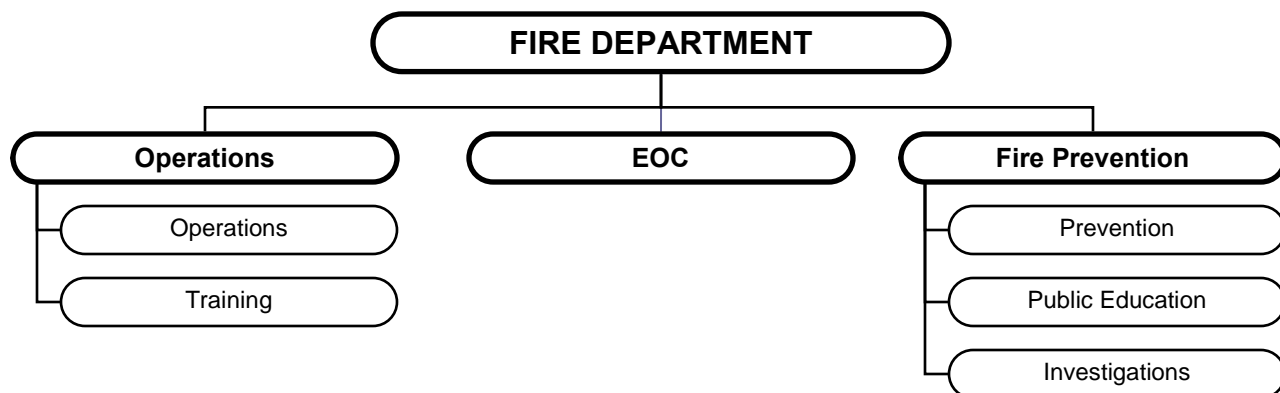 FIRE DEPARTMENT
Operations
EOC
Fire Prevention
Operations
Prevention
Training
Public Education
Investigations